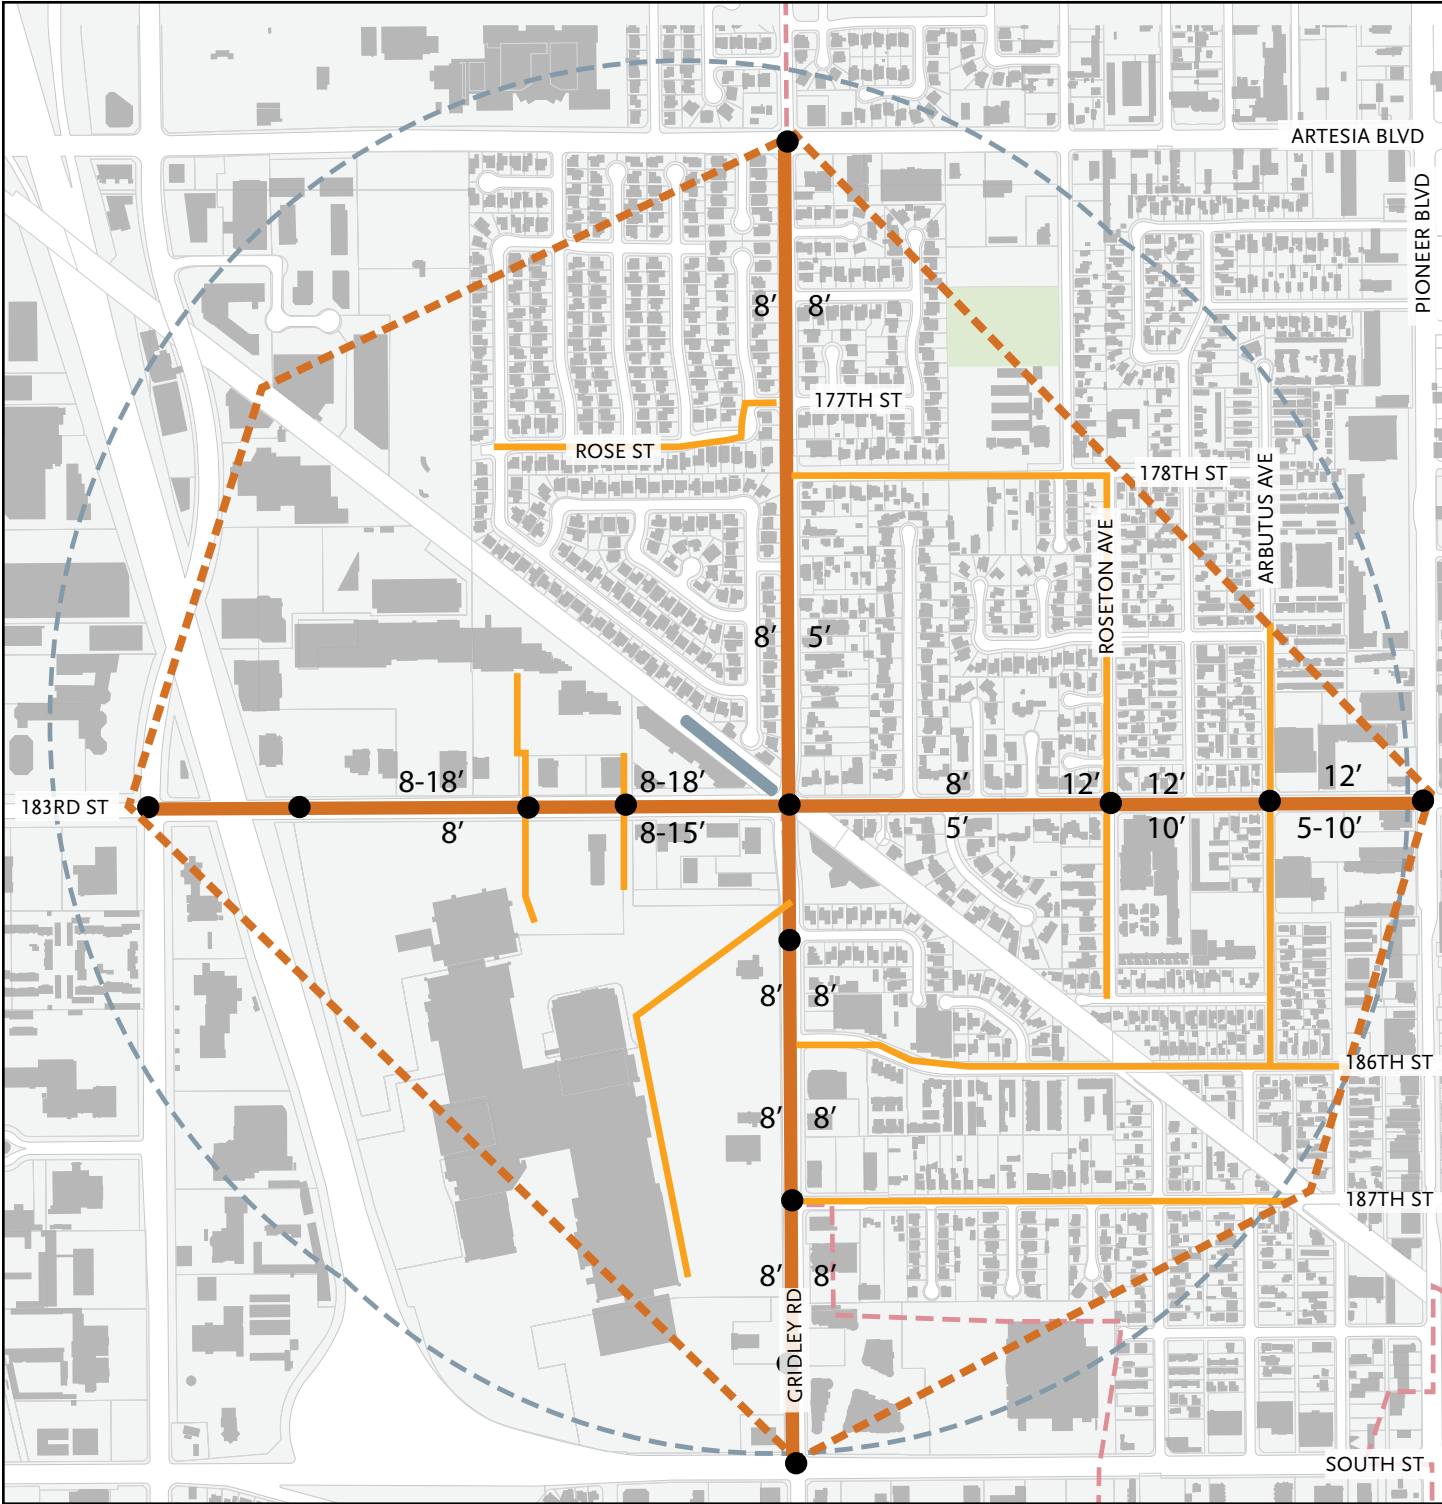 ARTESIA BLVD
PIONEER BLVD
8’ 8’
177TH ST
ROSE ST
178TH ST
ARBUTUS AVE
ROSETON AVE
8’ 5’
8-18’ 8-18’ 8’ 12’ 12’ 12’
183RD ST
8’ 8-15’ 5’ 10’ 5-10’
8’ 8’
186TH ST
8’ 8’
187TH ST
8’ 8’
GRIDLEY RD
SOUTH ST